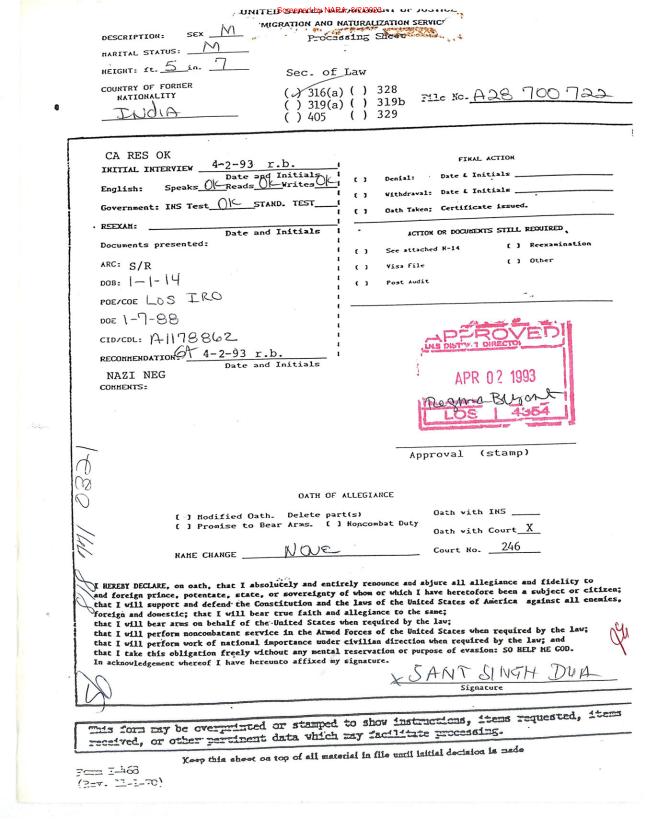 UNITED
Scanned by NARA 6/2/2020
MIGRATION AND NATURALIZATION SERVICE
Processing Sheet
DESCRIPTION: SEX M
MARITAL STATUS: M
HEIGHT: ft. 5 in. 7
COUNTRY OF FORMER
NATIONALITY
INDIA
Sec. of Law
(✓) 316(a) ( ) 328
( ) 319(a) ( ) 319b
( ) 405 ( ) 329
File No. A28 700 722
CA RES OK
INITIAL INTERVIEW 4-2-93 r.b.
Date and Initials
English: Speaks OK Reads OK Writes OK
Government: INS Test OK STAND. TEST
REEXAM:
Date and Initials
Documents presented:
ARC: S/R
DOB: 1-1-14
POE/COE LOS IRO
DOE 1-7-88
CID/CDL: A1178862
RECOMMENDATION 4-2-93 r.b.
Date and Initials
NAZI NEG
COMMENTS:
FINAL ACTION
( ) Denial: Date & Initials
( ) Withdrawal: Date & Initials
( ) Oath Taken; Certificate issued.
ACTION OR DOCUMENTS STILL REQUIRED
( ) See attached N-14 ( ) Reexamination
( ) Visa File ( ) Other
( ) Post Audit
APPROVED
INS DISTRICT DIRECTOR
APR 02 1993
Regina Bryant
LOS 4354
Approval (stamp)
OATH OF ALLEGIANCE
( ) Modified Oath. Delete part(s)
( ) Promise to Bear Arms. ( ) Noncombat Duty
Oath with INS
Oath with Court X
NAME CHANGE NONE
Court No. 246
I HEREBY DECLARE, on oath, that I absolutely and entirely renounce and abjure all allegiance and fidelity to
and foreign prince, potentate, state, or sovereignty of whom or which I have heretofore been a subject or citizen;
that I will support and defend the Constitution and the laws of the United States of America against all enemies,
foreign and domestic; that I will bear true faith and allegiance to the same;
that I will bear arms on behalf of the United States when required by the law;
that I will perform noncombatant service in the Armed Forces of the United States when required by the law;
that I will perform work of national importance under civilian direction when required by the law; and
that I take this obligation freely without any mental reservation or purpose of evasion: SO HELP ME GOD.
In acknowledgement whereof I have hereunto affixed my signature.
x SANT SINGH DUA
Signature
This form may be overprinted or stamped to show instructions, items requested, items
received, or other pertinent data which may facilitate processing.
Keep this sheet on top of all material in file until initial decision is made
Form I-468